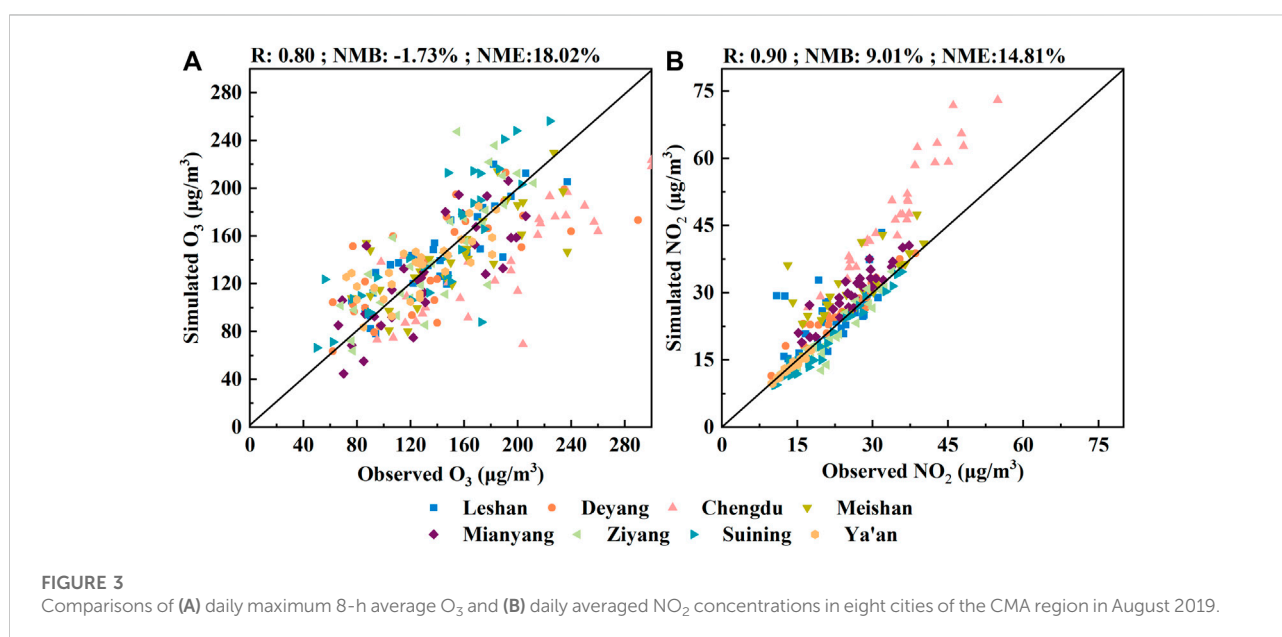 A
R: 0.80 ; NMB: -1.73% ; NME:18.02%
Simulated O3 (μg/m3)
280
240
200
160
120
80
40
0
0 40 80 120 160 200 240 280
Observed O3 (μg/m3)
B
R: 0.90 ; NMB: 9.01% ; NME:14.81%
Simulated NO2 (μg/m3)
75
60
45
30
15
0
0 15 30 45 60 75
Observed NO2 (μg/m3)
Leshan Deyang Chengdu Meishan
Mianyang Ziyang Suining Ya'an
FIGURE 3
Comparisons of (A) daily maximum 8-h average O3 and (B) daily averaged NO2 concentrations in eight cities of the CMA region in August 2019.